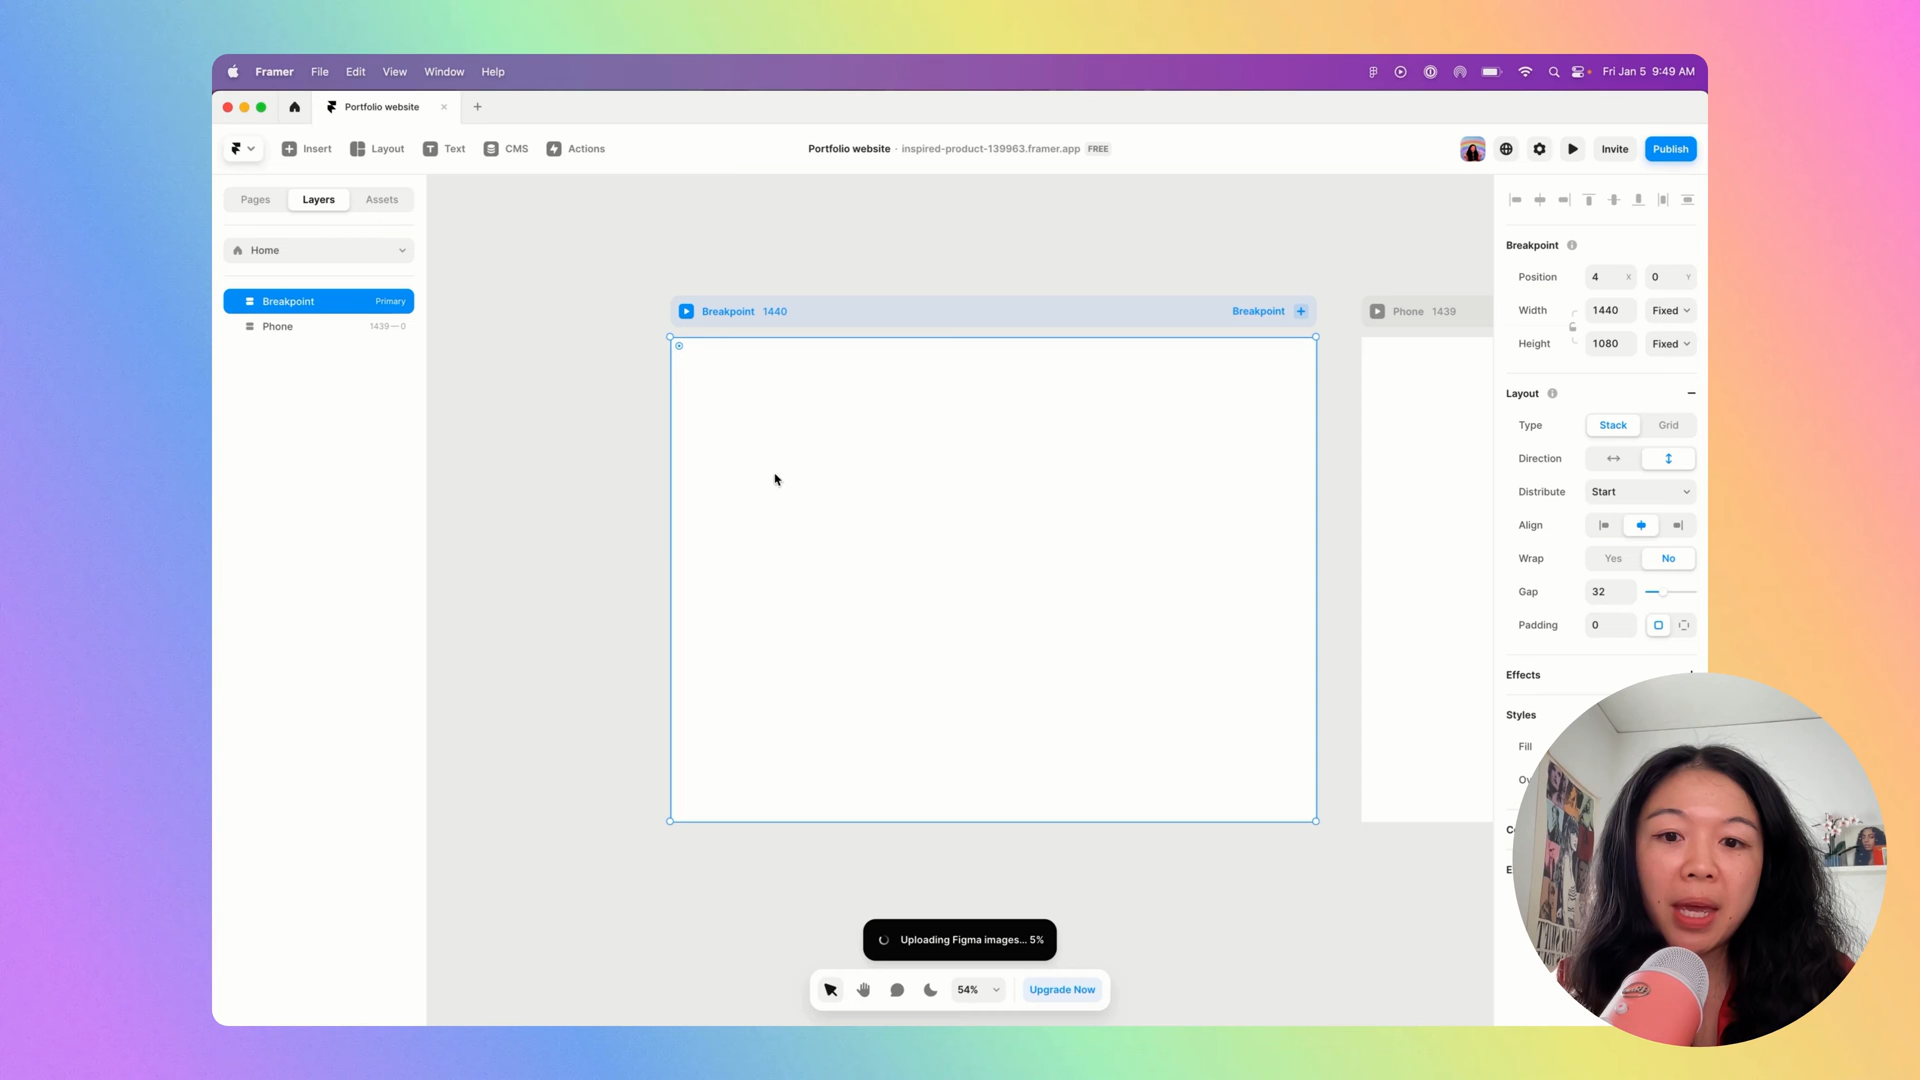 Framer File Edit View Window Help
Fri Jan 5 9:49 AM
Portfolio website
Insert Layout Text CMS Actions
Portfolio website · inspired-product-139963.framer.app FREE
Invite Publish
Pages Layers Assets
Home
Breakpoint Primary
Phone 1439—0
Breakpoint 1440 Breakpoint
Phone 1439
Breakpoint
Position 4 X 0 Y
Width 1440 Fixed
Height 1080 Fixed
Layout
Type Stack Grid
Direction
Distribute Start
Align
Wrap Yes No
Gap 32
Padding 0
Effects
Styles
Fill
Uploading Figma images... 5%
54% Upgrade Now